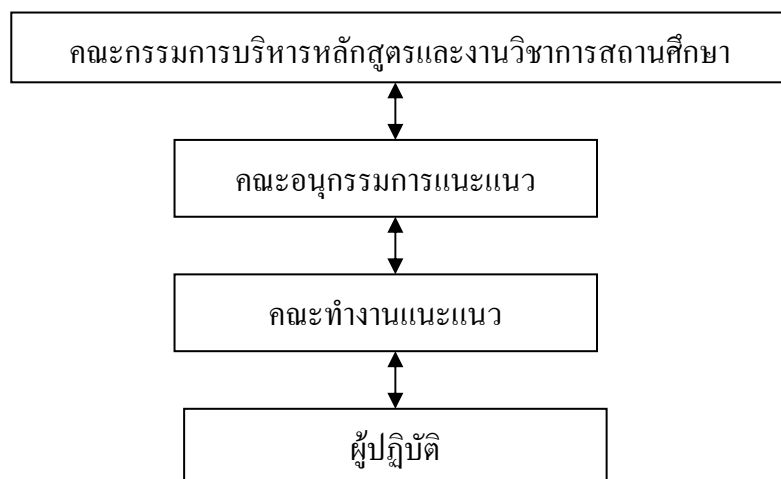 คณะกรรมการบริหารหลักสูตรและงานวิชาการสถานศึกษา
คณะอนุกรรมการแนะแนว
คณะทำงานแนะแนว
ผู้ปฏิบัติ